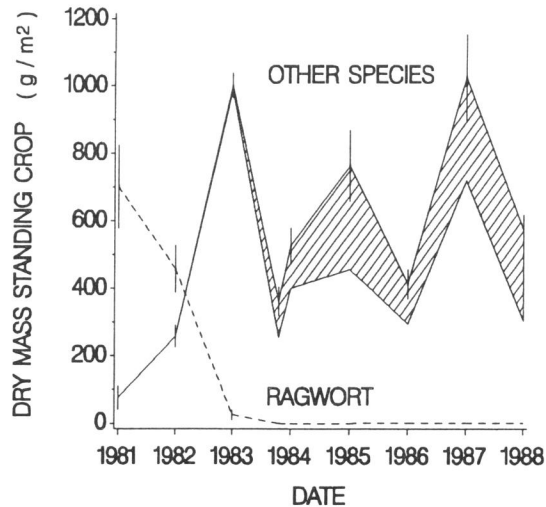 DRY MASS STANDING CROP ( g / m² )
1200
1000
800
600
400
200
0
OTHER SPECIES
RAGWORT
1981 1982 1983 1984 1985 1986 1987 1988
DATE